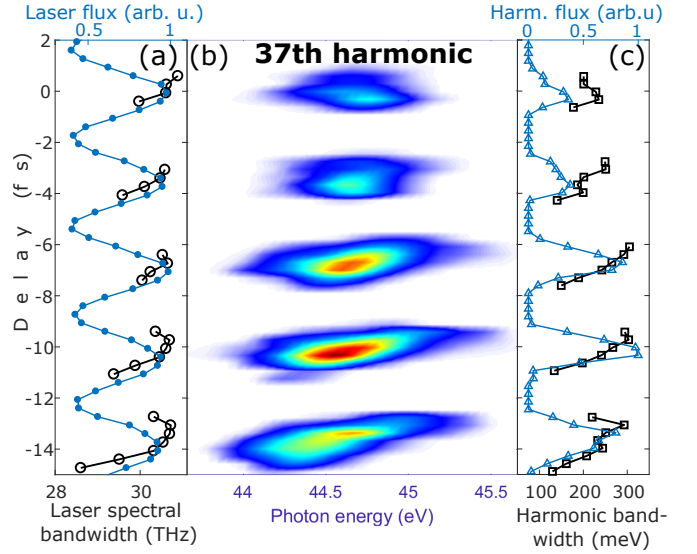 Laser flux (arb. u.)
Harm. flux (arb.u)
0.5 1
0 0.5 1
(a)
(b)
37th harmonic
(c)
2
0
-2
-4
-6
-8
-10
-12
-14
Delay (fs)
28 30
44 44.5 45 45.5
100 200 300
Laser spectral
bandwidth (THz)
Photon energy (eV)
Harmonic band-
width (meV)